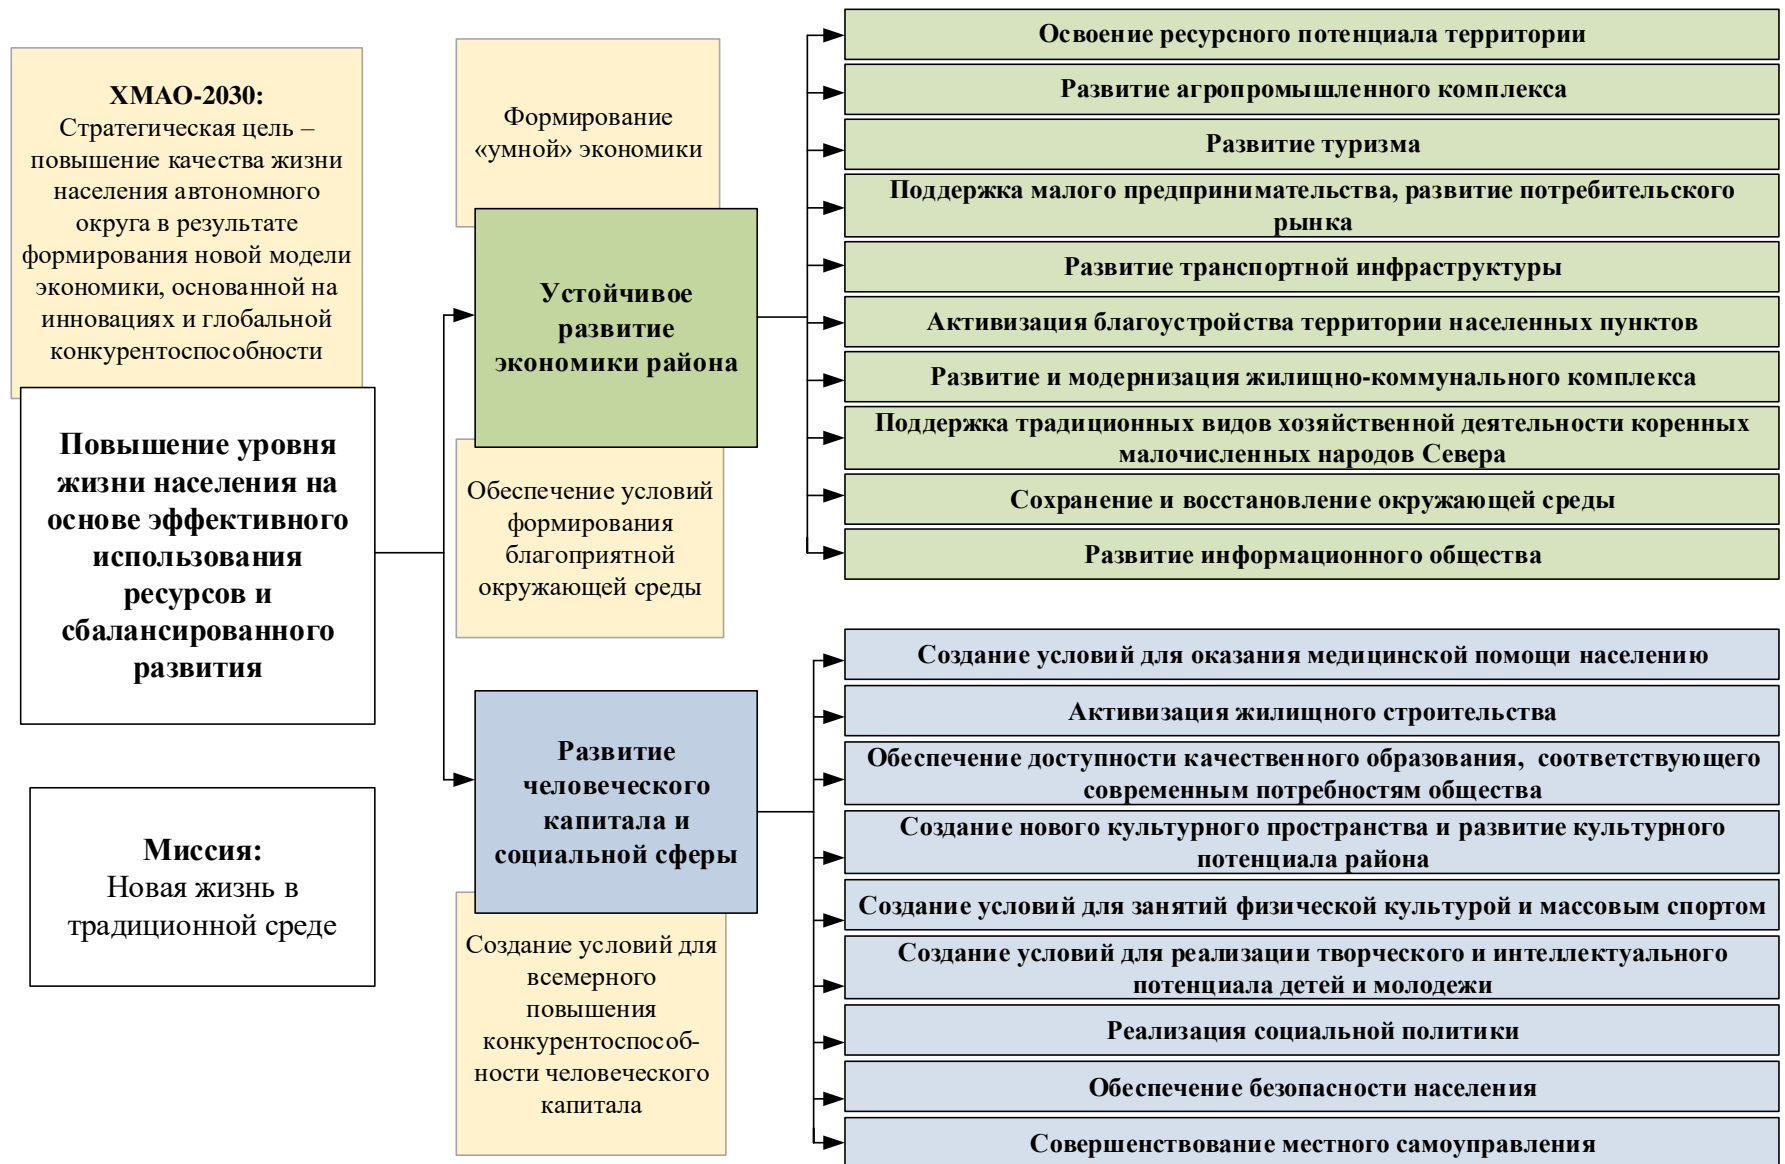 ХМАО-2030:
Стратегическая цель –
повышение качества жизни
населения автономного
округа в результате
формирования новой модели
экономики, основанной на
инновациях и глобальной
конкурентоспособности
Повышение уровня
жизни населения на
основе эффективного
использования
ресурсов и
сбалансированного
развития
Миссия:
Новая жизнь в
традиционной среде
Формирование
«умной» экономики
Устойчивое
развитие
экономики района
Обеспечение условий
формирования
благоприятной
окружающей среды
Развитие
человеческого
капитала и
социальной сферы
Создание условий для
всемерного
повышения
конкурентоспособ-
ности человеческого
капитала
Освоение ресурсного потенциала территории
Развитие агропромышленного комплекса
Развитие туризма
Поддержка малого предпринимательства, развитие потребительского
рынка
Развитие транспортной инфраструктуры
Активизация благоустройства территории населенных пунктов
Развитие и модернизация жилищно-коммунального комплекса
Поддержка традиционных видов хозяйственной деятельности коренных
малочисленных народов Севера
Сохранение и восстановление окружающей среды
Развитие информационного общества
Создание условий для оказания медицинской помощи населению
Активизация жилищного строительства
Обеспечение доступности качественного образования, соответствующего
современным потребностям общества
Создание нового культурного пространства и развитие культурного
потенциала района
Создание условий для занятий физической культурой и массовым спортом
Создание условий для реализации творческого и интеллектуального
потенциала детей и молодежи
Реализация социальной политики
Обеспечение безопасности населения
Совершенствование местного самоуправления